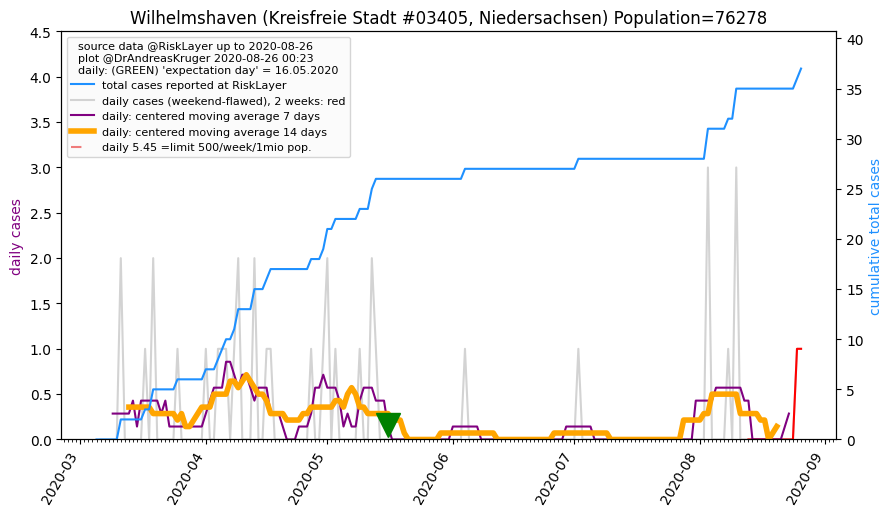 Wilhelmshaven (Kreisfreie Stadt #03405, Niedersachsen) Population=76278
source data @RiskLayer up to 2020-08-26
plot @DrAndreasKruger 2020-08-26 00:23
daily: (GREEN) 'expectation day' = 16.05.2020
total cases reported at RiskLayer
daily cases (weekend-flawed), 2 weeks: red
daily: centered moving average 7 days
daily: centered moving average 14 days
daily 5.45 =limit 500/week/1mio pop.
daily cases
4.5
4.0
3.5
3.0
2.5
2.0
1.5
1.0
0.5
0.0
40
35
30
25
20
15
10
5
0
cumulative total cases
2020-03
2020-04
2020-05
2020-06
2020-07
2020-08
2020-09